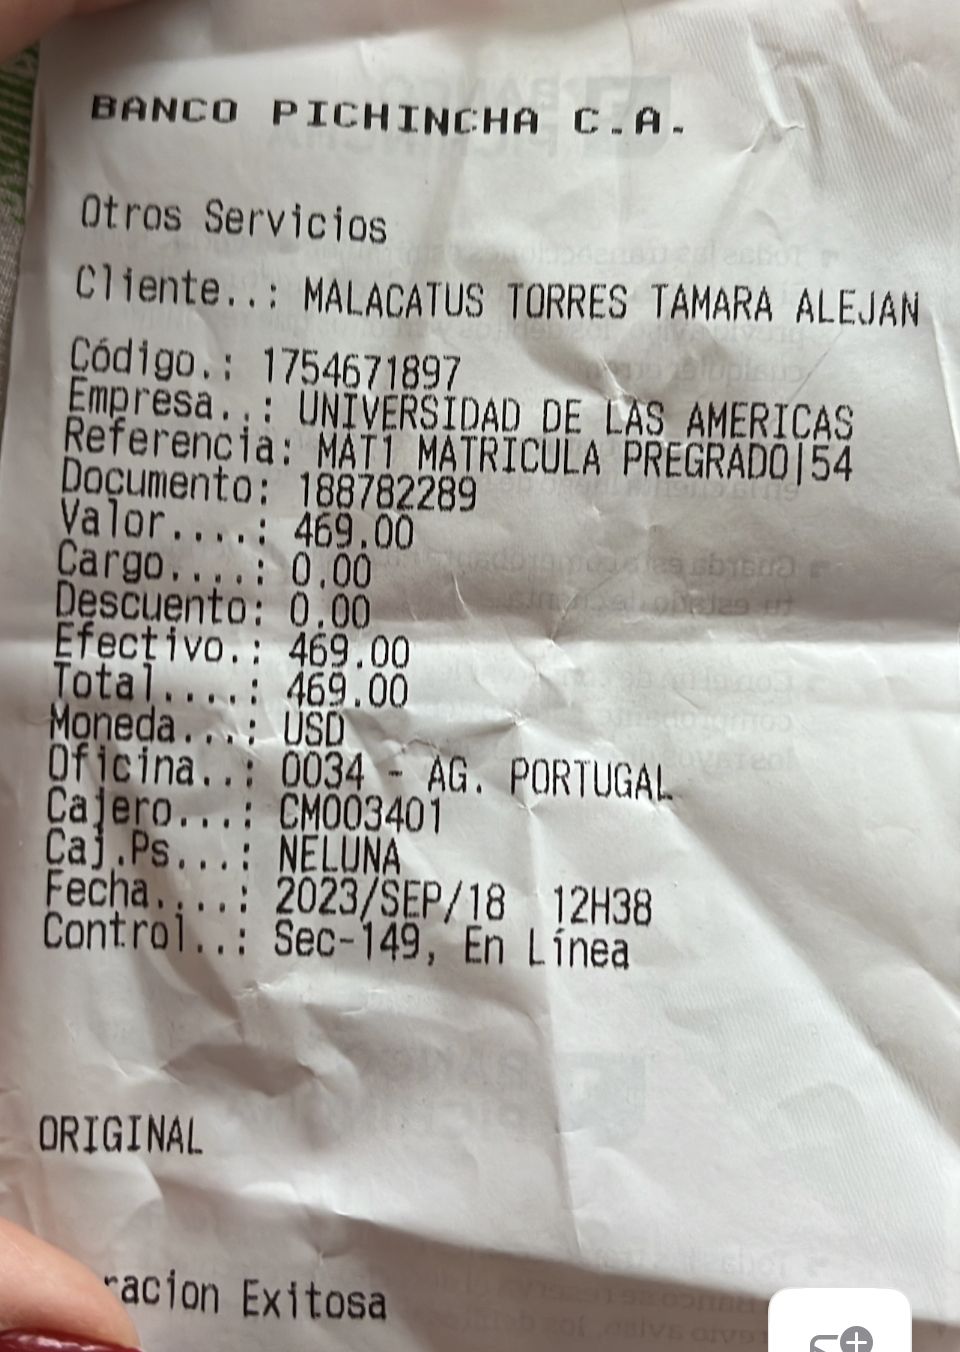 BANCO PICHINCHA C.A.
Otros Servicios
Cliente..: MALACATUS TORRES TAMARA ALEJAN
Código.: 1754671897
Empresa..: UNIVERSIDAD DE LAS AMERICAS
Referencia: MAT1 MATRICULA PREGRADO|54
Documento: 188782289
Valor....: 469.00
Cargo....: 0.00
Descuento: 0.00
Efectivo.: 469.00
Total....: 469.00
Moneda...: USD
Oficina..: 0034 - AG. PORTUGAL
Cajero...: CM003401
Caj.Ps...: NELUNA
Fecha....: 2023/SEP/18 12H38
Control..: Sec-149, En Línea
ORIGINAL
racion Exitosa